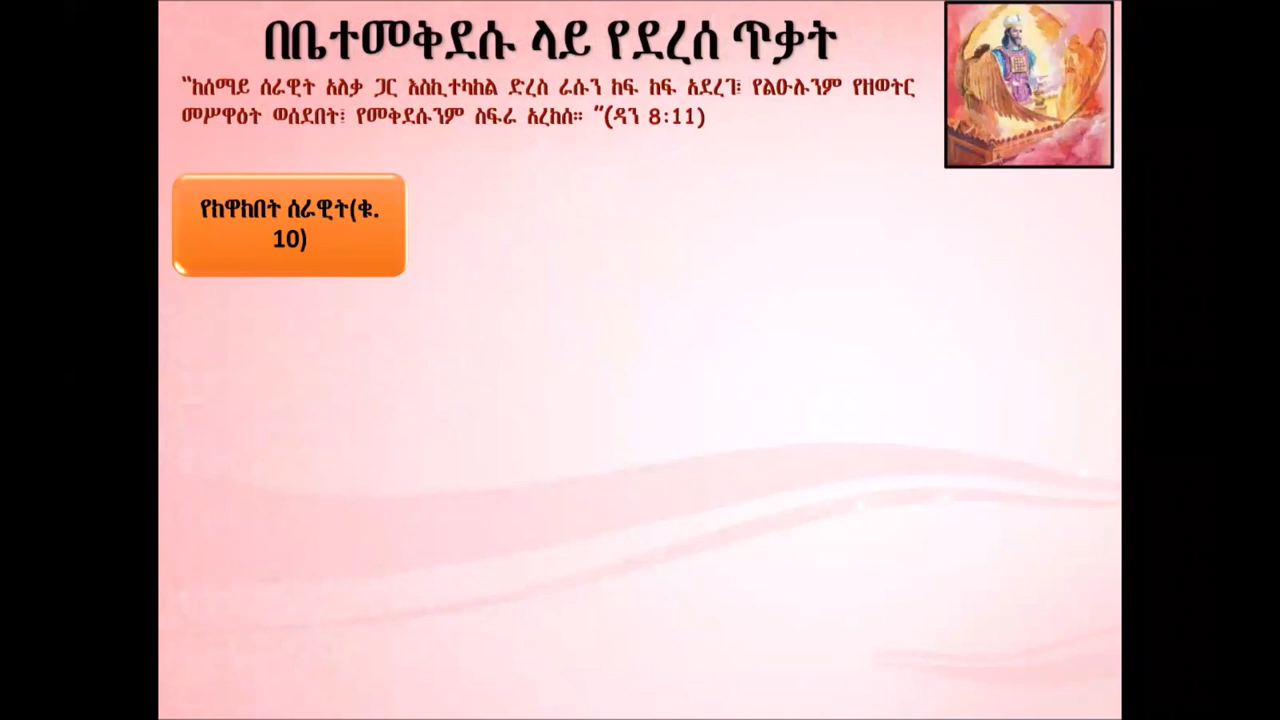 በቤተመቅደሱ ላይ የደረሰ ጥቃት
“ከሰማይ ሰራዊት አለቃ ጋር እስኪተካከል ድረስ ራሱን ከፍ ከፍ አደረገ፤ የልዑሉንም የዘወትር
መሥዋዕት ወሰደበት፤ የመቅደሱንም ስፍራ አረከሰ። ”(ዳን 8፡11)
የከዋክበት ሰራዊት(ቁ.
10)